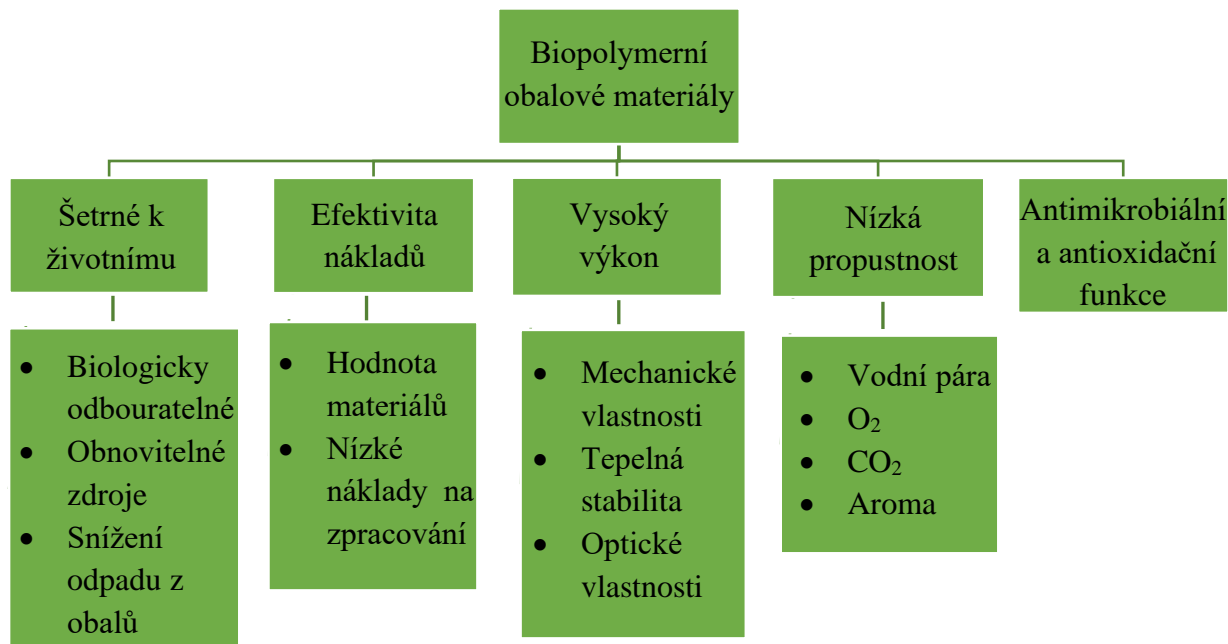 Biopolymerní
obalové materiály
Šetrné k
životnímu
Efektivita
nákladů
Vysoký
výkon
Nízká
propustnost
Antimikrobiální
a antioxidační
funkce
• Biologicky
odbouratelné
• Obnovitelné
zdroje
• Snížení
odpadu z
obalů
• Hodnota
materiálů
• Nízké
náklady na
zpracování
• Mechanické
vlastnosti
• Tepelná
stabilita
• Optické
vlastnosti
• Vodní pára
• O₂
• CO₂
• Aroma